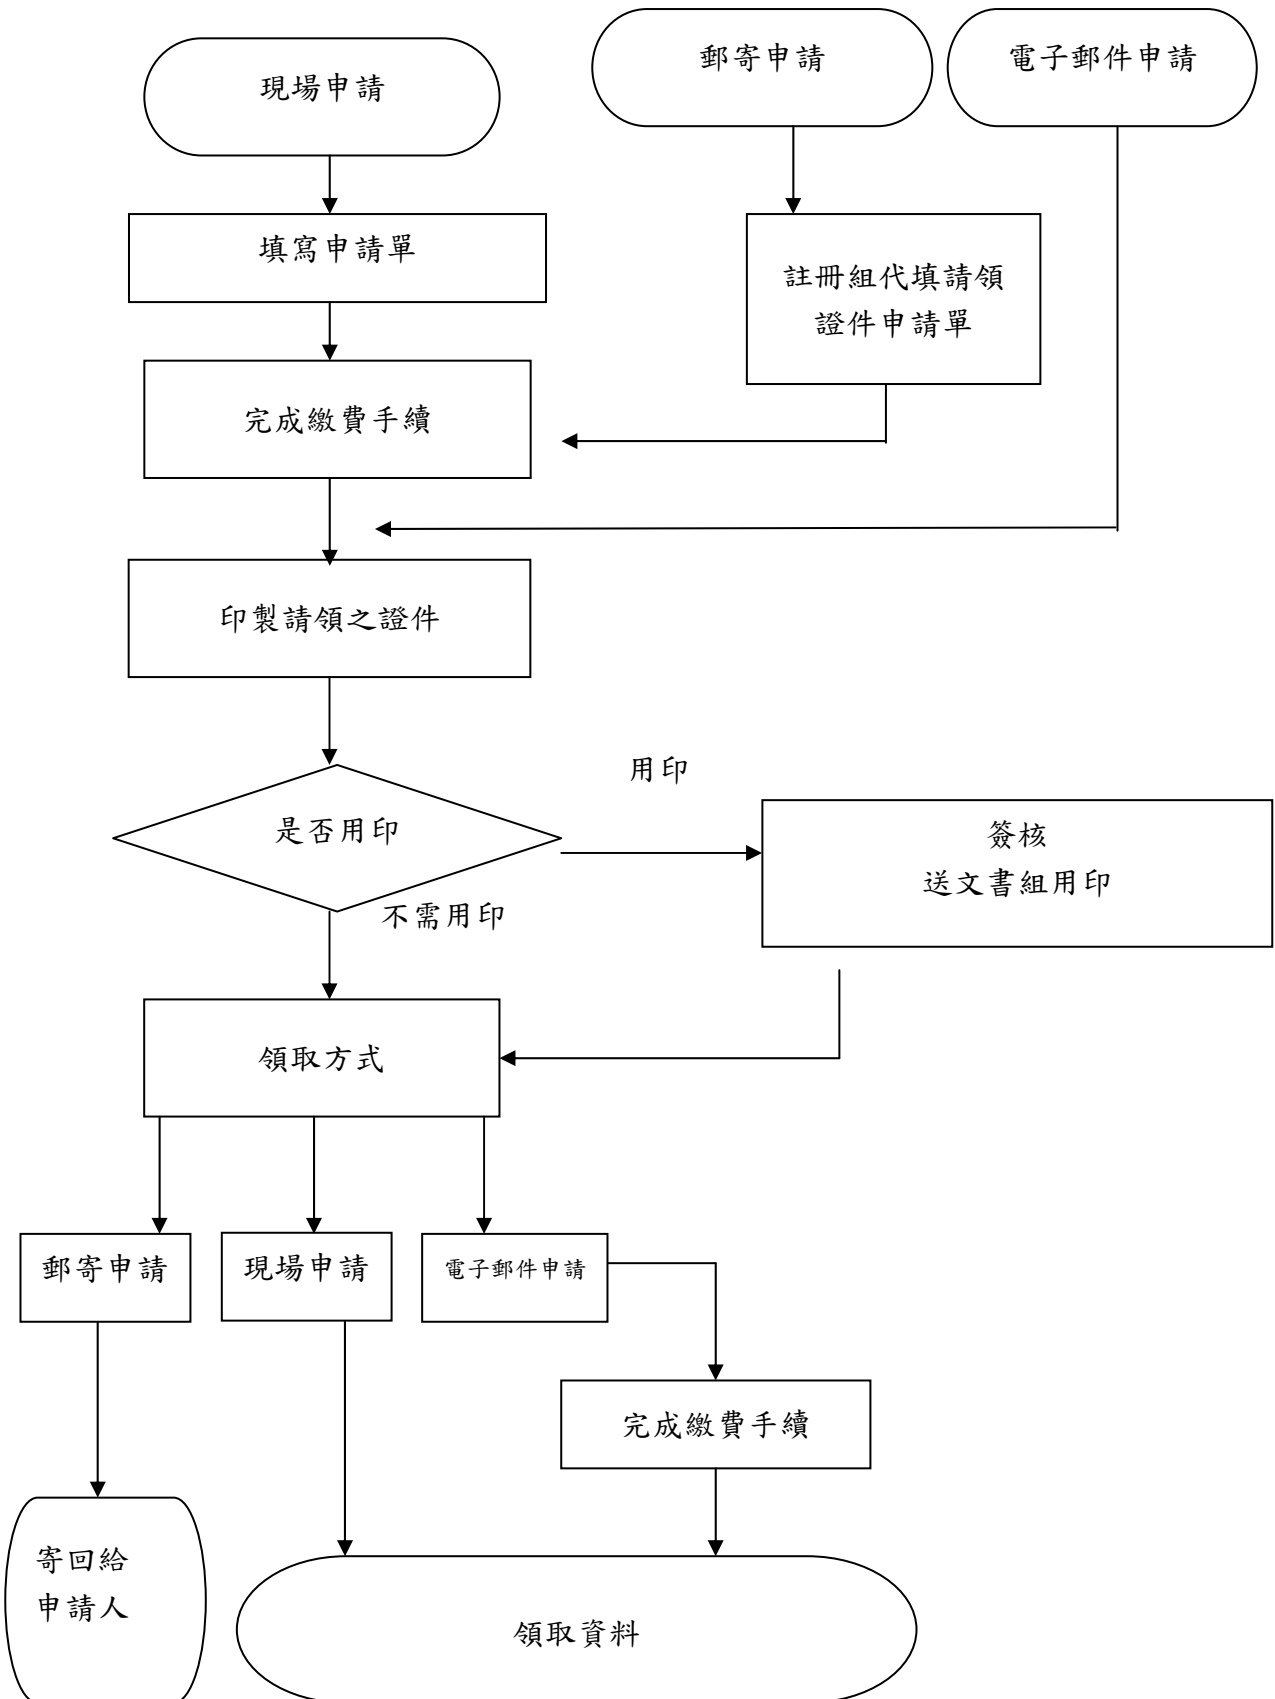 現場申請
郵寄申請
電子郵件申請
填寫申請單
註冊組代填請領
證件申請單
完成繳費手續
印製請領之證件
用印
是否用印
簽核
送文書組用印
不需用印
領取方式
郵寄申請
現場申請
電子郵件申請
完成繳費手續
寄回給
申請人
領取資料